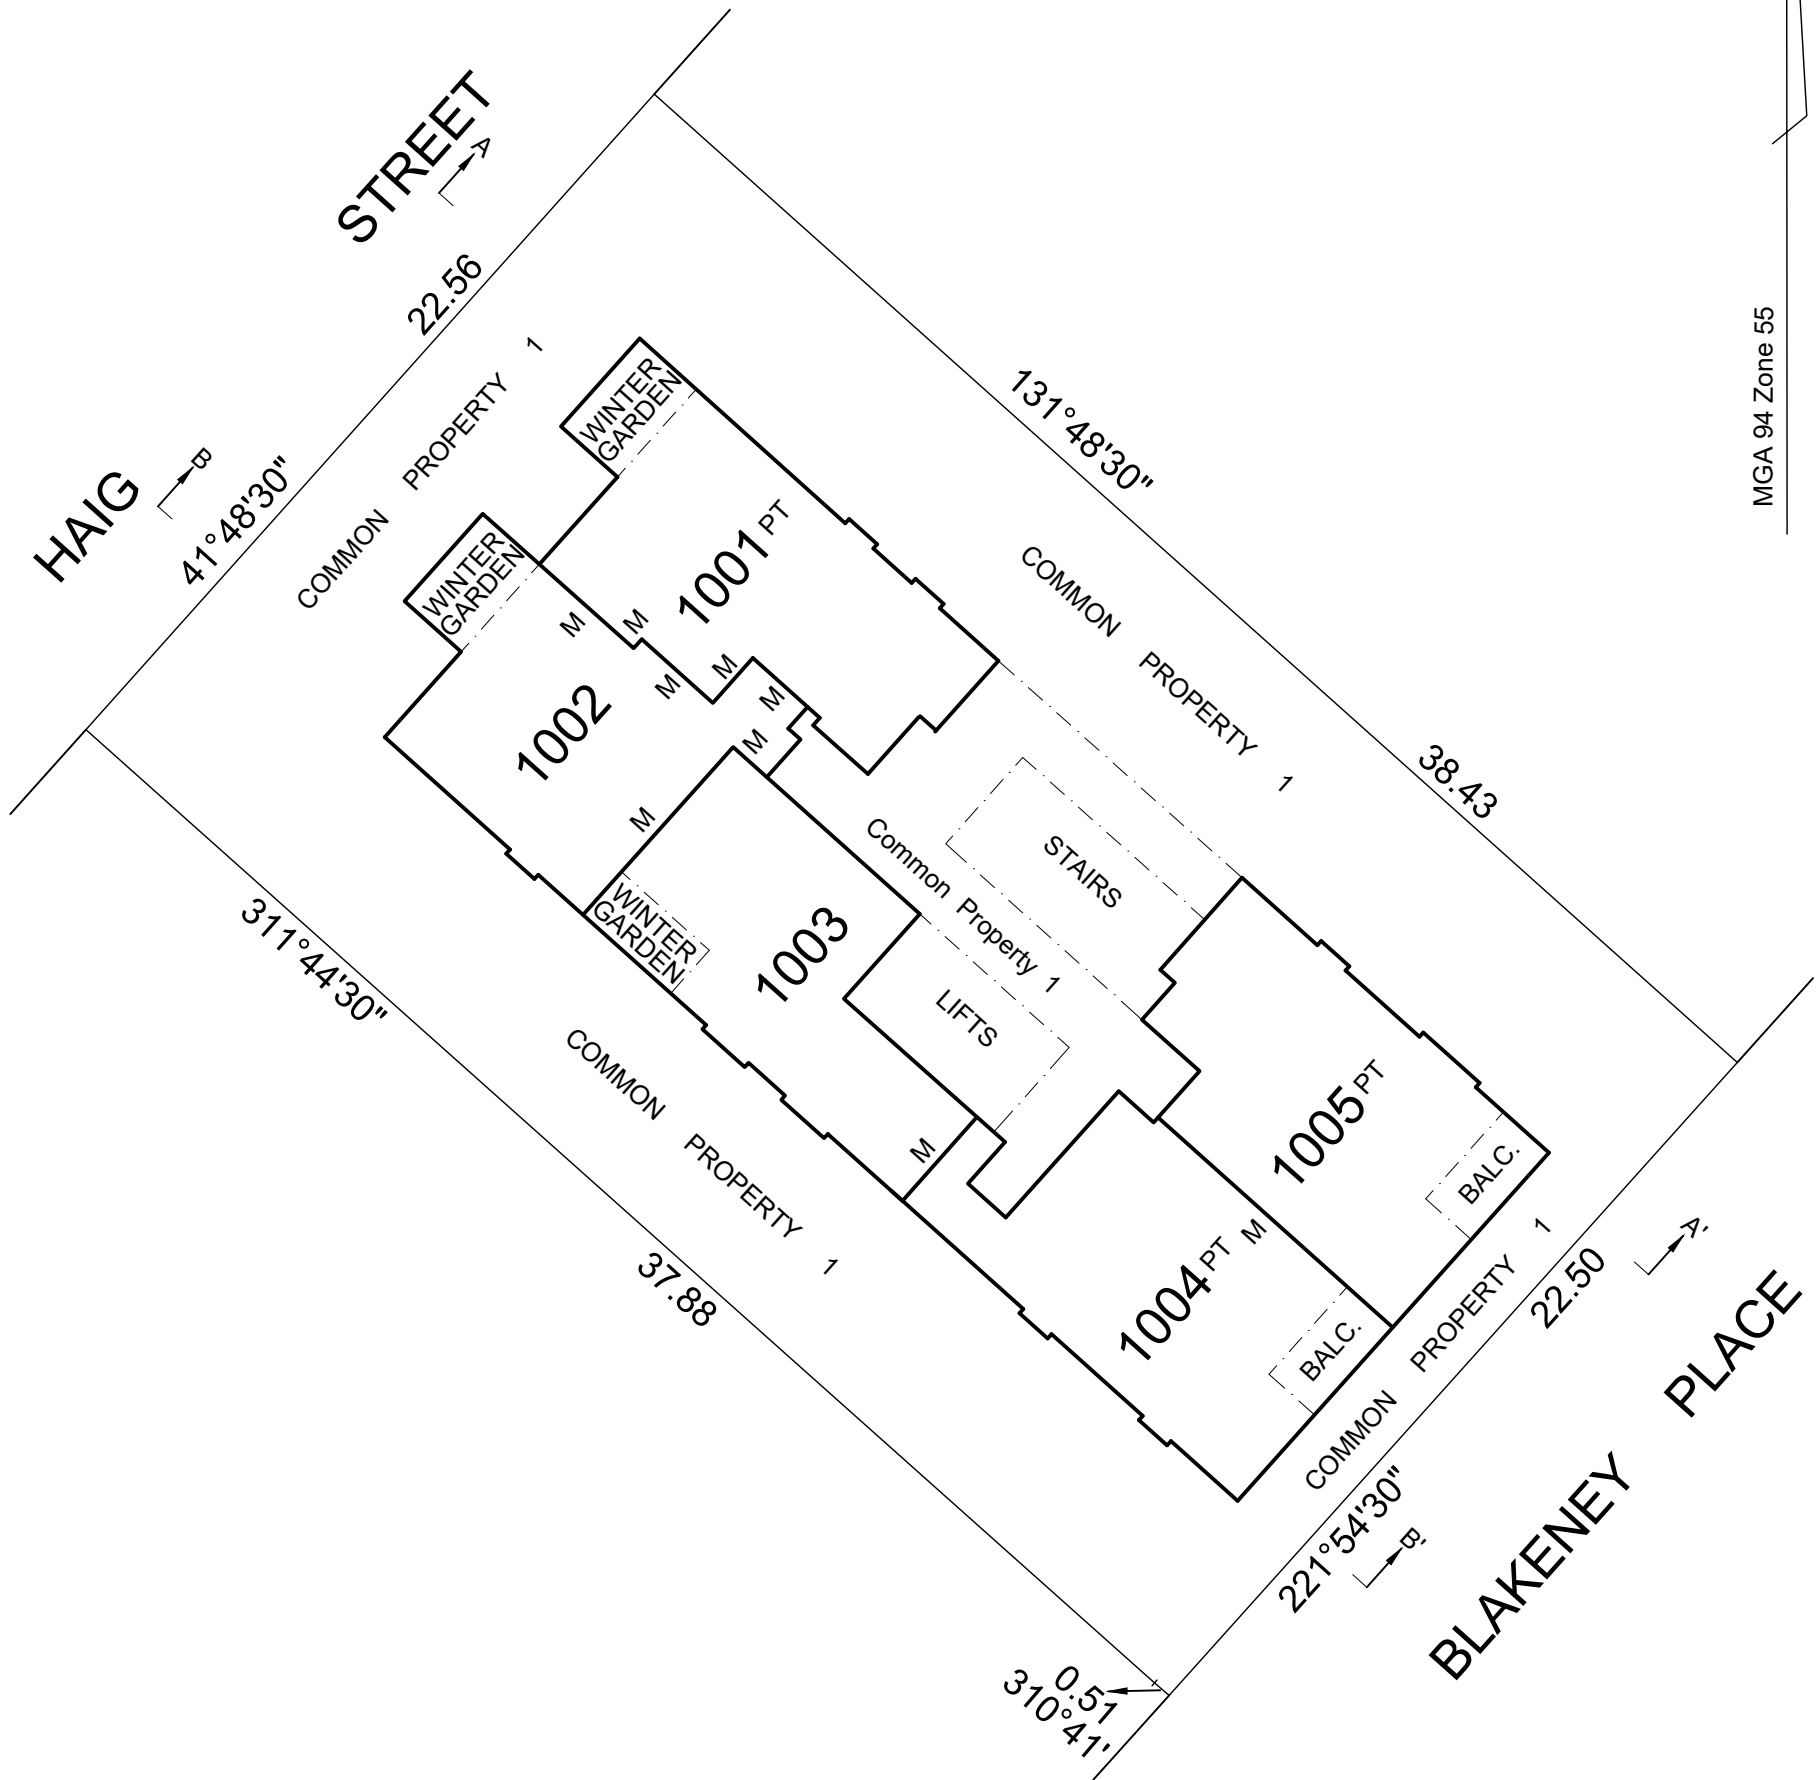 HAIG STREET
A
B
22.56
41°48'30"
COMMON PROPERTY 1
MGA 94 Zone 55
131°48'30"
38.43
COMMON PROPERTY 1
WINTER
GARDEN
1001 PT
WINTER
GARDEN
1002
M
M
M
M
M
M
M
WINTER
GARDEN
1003
Common Property 1
STAIRS
LIFTS
M
1004 PT
M
BALC.
1005 PT
BALC.
311°44'30"
37.88
COMMON PROPERTY 1
COMMON PROPERTY 1
22.50
221°54'30"
A'
B'
BLAKENEY PLACE
0.51
310°41'